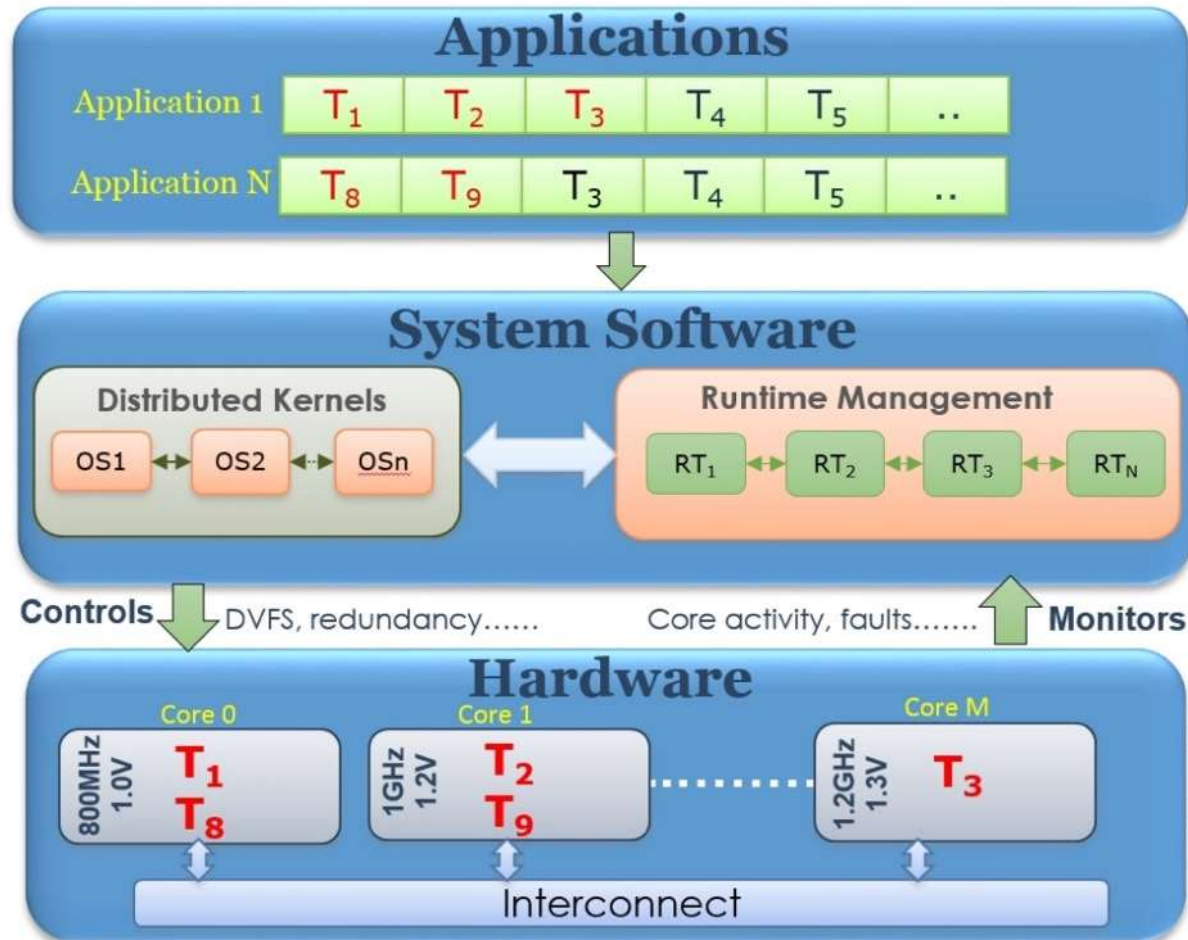 Applications
Application 1 T₁ T₂ T₃ T₄ T₅ ..
Application N T₈ T₉ T₃ T₄ T₅ ..
System Software
Distributed Kernels
OS1 OS2 OSn
Runtime Management
RT₁ RT₂ RT₃ RT_N
Controls DVFS, redundancy......
Core activity, faults....... Monitors
Hardware
Core 0
800MHz
1.0V
T₁
T₈
Core 1
1GHz
1.2V
T₂
T₉
Core M
1.2GHz
1.3V
T₃
Interconnect